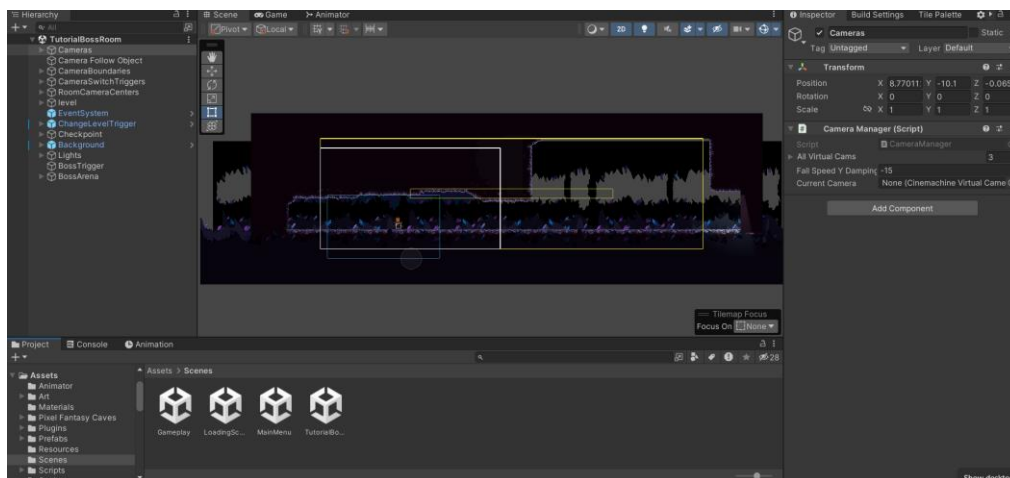 Hierarchy
All
TutorialBossRoom
Cameras
Camera Follow Object
CameraBoundaries
CameraSwitchTriggers
RoomCameraCenters
level
EventSystem
ChangeLevelTrigger
Checkpoint
Background
Lights
BossTrigger
BossArena
Scene
Game
Animator
Pivot
Local
2D
Tilemap Focus
Focus On
None
Inspector
Build Settings
Tile Palette
Cameras
Static
Tag Untagged
Layer Default
Transform
Position X 8.77011 Y -10.1 Z -0.065
Rotation X 0 Y 0 Z 0
Scale X 1 Y 1 Z 1
Camera Manager (Script)
Script CameraManager
All Virtual Cams 3
Fall Speed Y Damping -15
Current Camera None (Cinemachine Virtual Came
Add Component
Project
Console
Animation
28
Assets
Animator
Art
Materials
Pixel Fantasy Caves
Plugins
Prefabs
Resources
Scenes
Scripts
Assets > Scenes
Gameplay
LoadingSc...
MainMenu
TutorialBo...